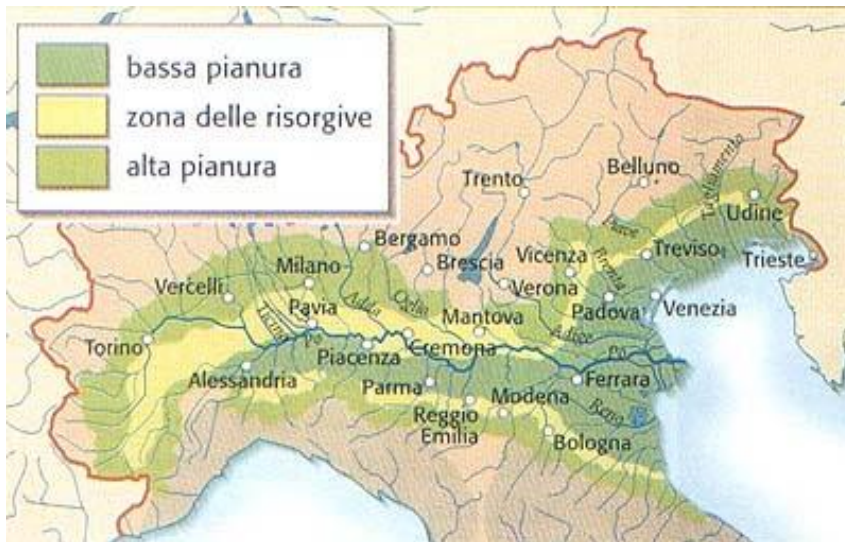 bassa pianura
zona delle risorgive
alta pianura
Trento
Belluno
Tagliamento
Udine
Bergamo
Brescia
Vicenza
Piave
Brenta
Treviso
Trieste
Milano
Vercelli
Verona
Padova
Venezia
Adda
Oglio
Pavia
Ticino
Mantova
Adige
Torino
Po
Piacenza
Cremona
Po
Alessandria
Parma
Modena
Ferrara
Reggio
Emilia
Reno
Bologna